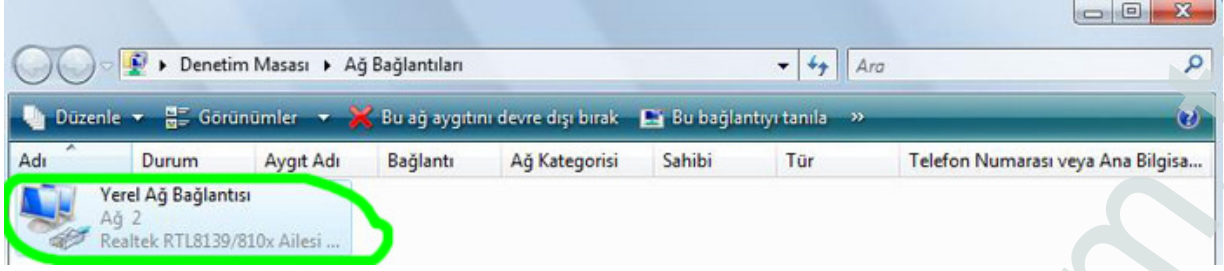 Denetim Masası Ağ Bağlantıları Ara
Düzenle Görünümler Bu ağ aygıtını devre dışı bırak Bu bağlantıyı tanıla »
Adı Durum Aygıt Adı Bağlantı Ağ Kategorisi Sahibi Tür Telefon Numarası veya Ana Bilgisa...
Yerel Ağ Bağlantısı
Ağ 2
Realtek RTL8139/810x Ailesi ...